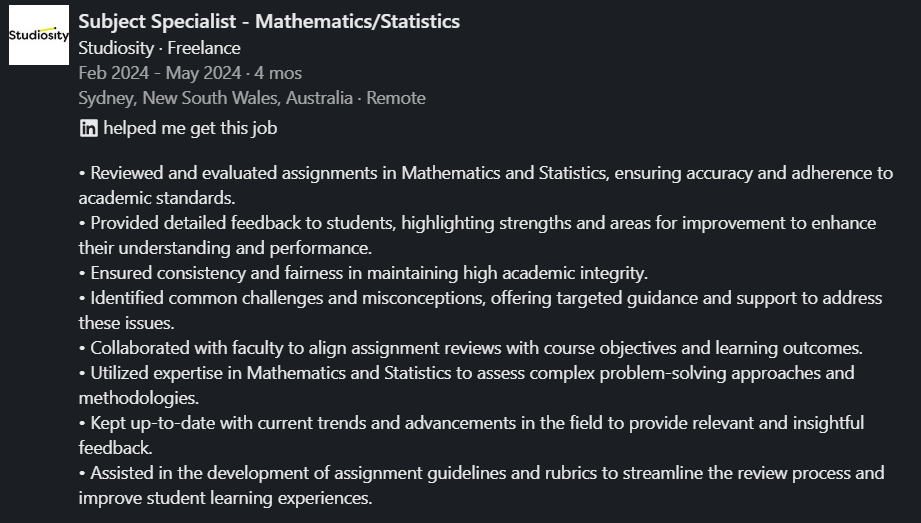 Studiosity
Subject Specialist - Mathematics/Statistics
Studiosity · Freelance
Feb 2024 - May 2024 · 4 mos
Sydney, New South Wales, Australia · Remote
in helped me get this job
• Reviewed and evaluated assignments in Mathematics and Statistics, ensuring accuracy and adherence to
academic standards.
• Provided detailed feedback to students, highlighting strengths and areas for improvement to enhance
their understanding and performance.
• Ensured consistency and fairness in maintaining high academic integrity.
• Identified common challenges and misconceptions, offering targeted guidance and support to address
these issues.
• Collaborated with faculty to align assignment reviews with course objectives and learning outcomes.
• Utilized expertise in Mathematics and Statistics to assess complex problem-solving approaches and
methodologies.
• Kept up-to-date with current trends and advancements in the field to provide relevant and insightful
feedback.
• Assisted in the development of assignment guidelines and rubrics to streamline the review process and
improve student learning experiences.